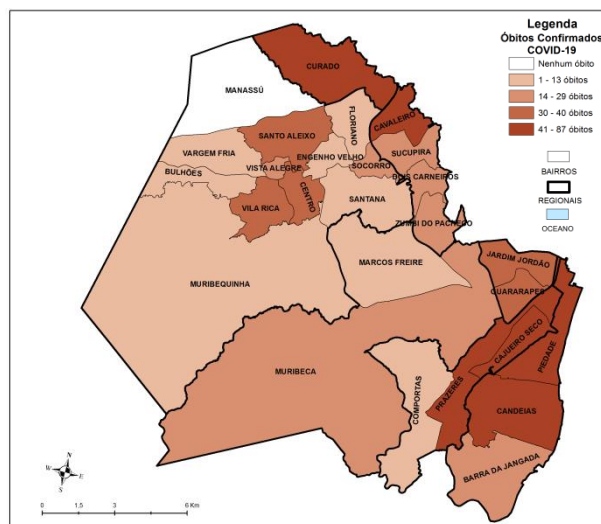 Legenda
Óbitos Confirmados
COVID-19
Nenhum óbito
1 - 13 óbitos
14 - 29 óbitos
30 - 40 óbitos
41 - 87 óbitos
BAIRROS
REGIONAIS
OCEANO
CURADO
MANASSÚ
FLORIANO
CAVALEIRO
SANTO ALEIXO
SUCUPIRA
VARGEM FRIA
ENGENHO VELHO
VISTA ALEGRE
SOCORRO
BULHÕES
DOIS CARNEIROS
CENTRO
VILA RICA
SANTANA
ZUMBI DO PACHECO
MARCOS FREIRE
JARDIM JORDÃO
MURIBEQUINHA
GUARARAPES
CAJUEIRO SECO
PIEDADE
MURIBECA
COMPORTAS
PRAZERES
CANDEIAS
BARRA DA JANGADA
N
W
E
S
0 1,5 3 6 Km